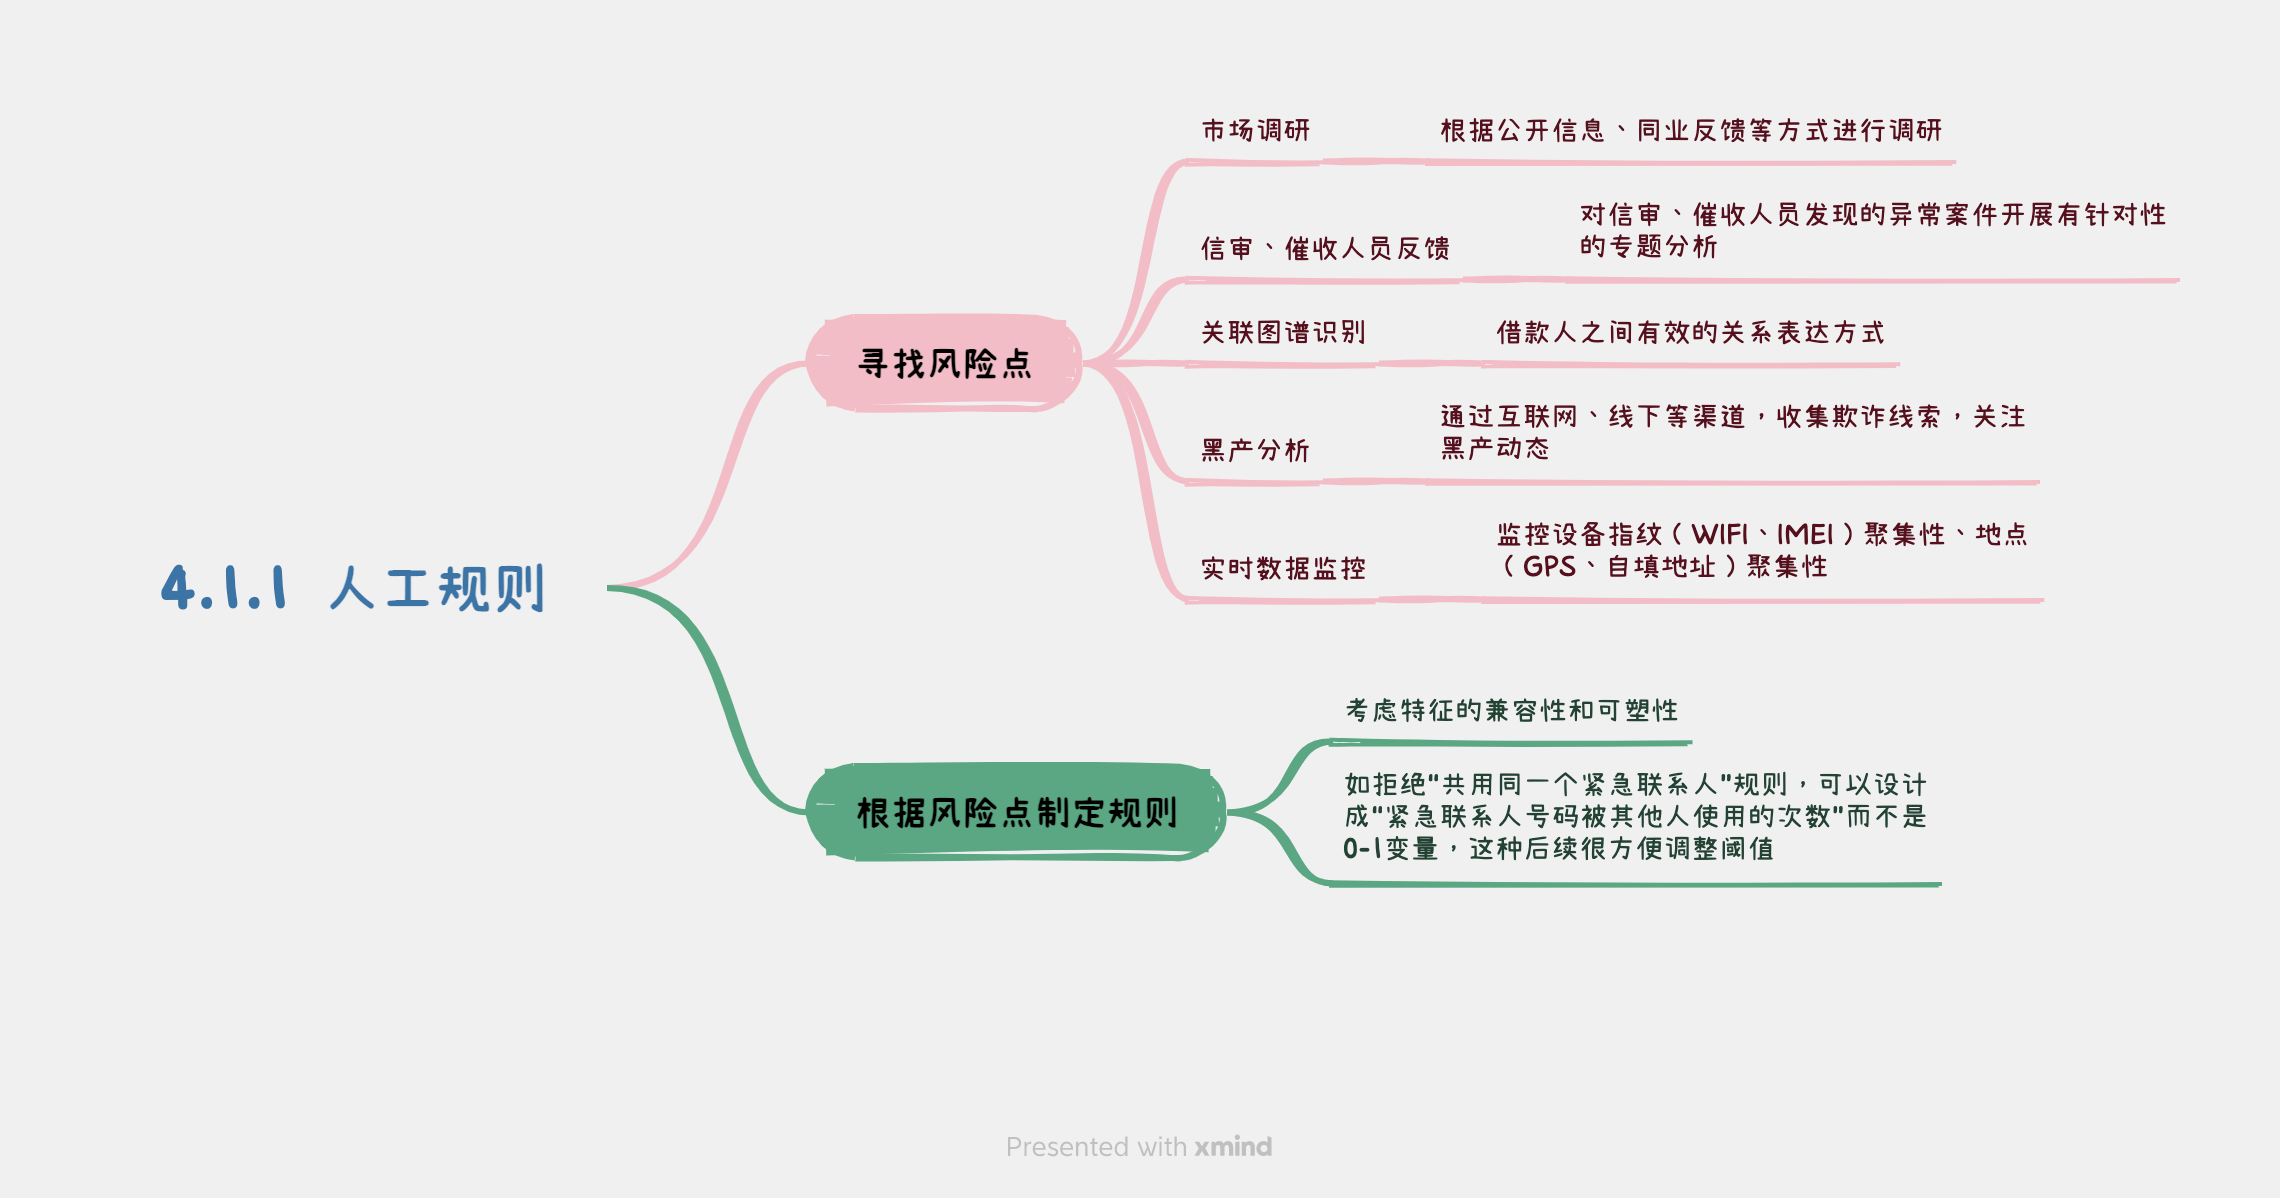 4.1.1 人工规则
寻找风险点
市场调研
根据公开信息、同业反馈等方式进行调研
信审、催收人员反馈
对信审、催收人员发现的异常案件开展有针对性
的专题分析
关联图谱识别
借款人之间有效的关系表达方式
黑产分析
通过互联网、线下等渠道，收集欺诈线索，关注
黑产动态
实时数据监控
监控设备指纹（WIFI、IMEI）聚集性、地点
（GPS、自填地址）聚集性
根据风险点制定规则
考虑特征的兼容性和可塑性
如拒绝"共用同一个紧急联系人"规则，可以设计
成"紧急联系人号码被其他人使用的次数"而不是
0-1变量，这种后续很方便调整阈值
Presented with xmind